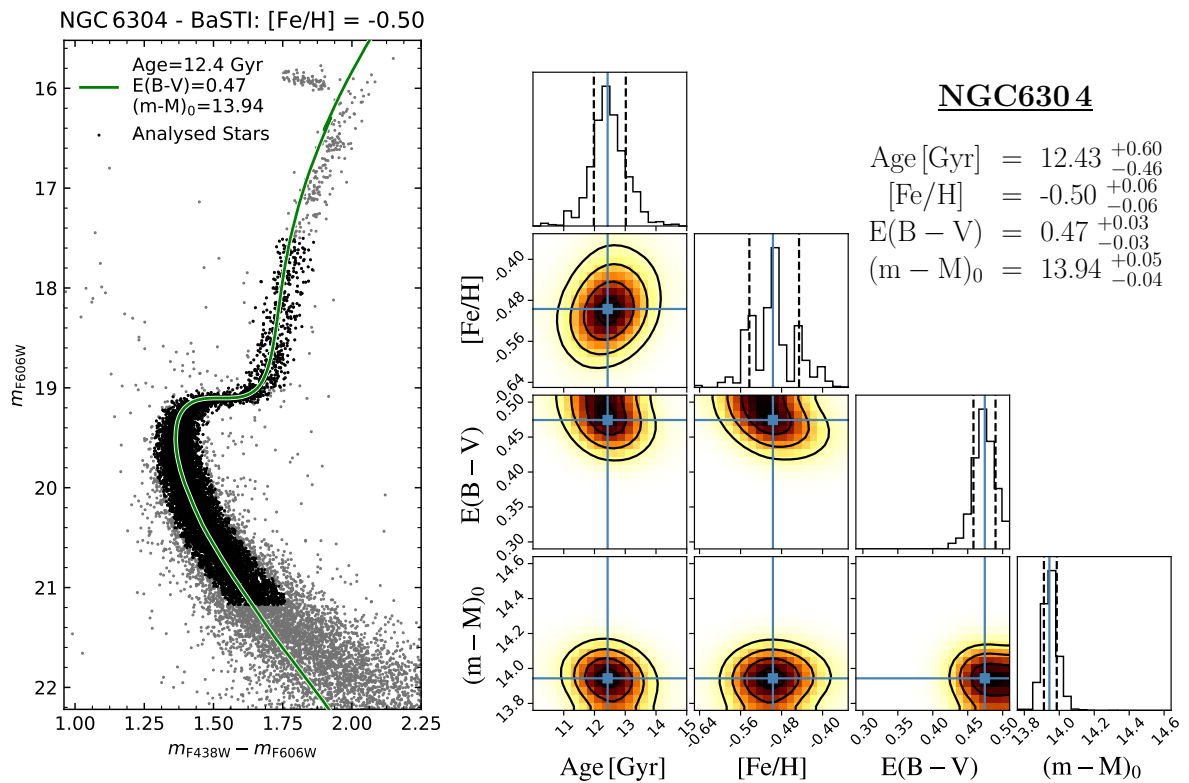 NGC 6304 - BaSTI: [Fe/H] = -0.50
Age=12.4 Gyr
E(B-V)=0.47
(m-M)₀=13.94
Analysed Stars
16
17
18
19
20
21
22
m_F606W
1.00 1.25 1.50 1.75 2.00 2.25
m_F438W − m_F606W
NGC6304
Age [Gyr] = 12.43 +0.60 −0.46
[Fe/H] = -0.50 +0.06 −0.06
E(B − V) = 0.47 +0.03 −0.03
(m − M)₀ = 13.94 +0.05 −0.04
[Fe/H]
-0.40
-0.48
-0.56
-0.64
E(B − V)
0.50
0.45
0.40
0.35
0.30
(m − M)₀
14.6
14.4
14.2
14.0
13.8
11 12 13 14 15
Age [Gyr]
-0.64 -0.56 -0.48 -0.40
[Fe/H]
0.30 0.35 0.40 0.45 0.50
E(B − V)
13.8 14.0 14.2 14.4 14.6
(m − M)₀